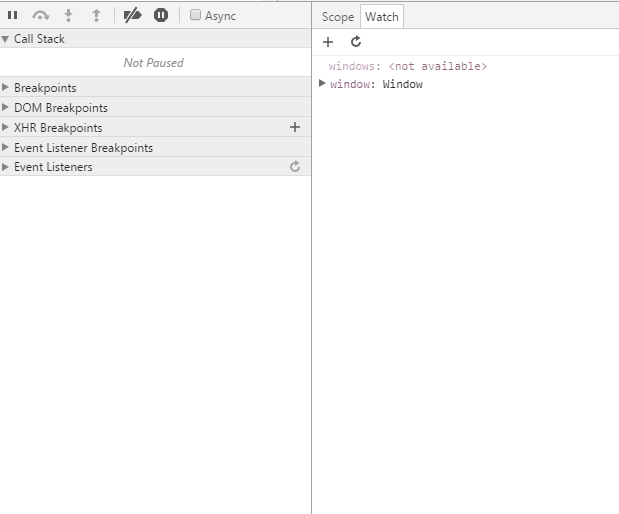 Async
Call Stack
Not Paused
Breakpoints
DOM Breakpoints
XHR Breakpoints
Event Listener Breakpoints
Event Listeners
Scope Watch
windows: <not available>
window: Window